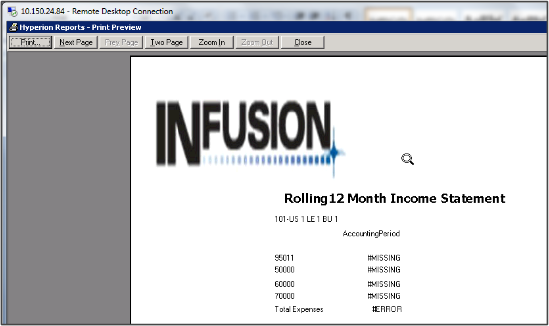 10.150.24.84 - Remote Desktop Connection
Hyperion Reports - Print Preview
Print... Next Page Prev Page Two Page Zoom In Zoom Out Close
INFUSION
Rolling12 Month Income Statement
101-US 1 LE 1 BU 1
AccountingPeriod
95011 #MISSING
50000 #MISSING
60000 #MISSING
70000 #MISSING
Total Expenses #ERROR